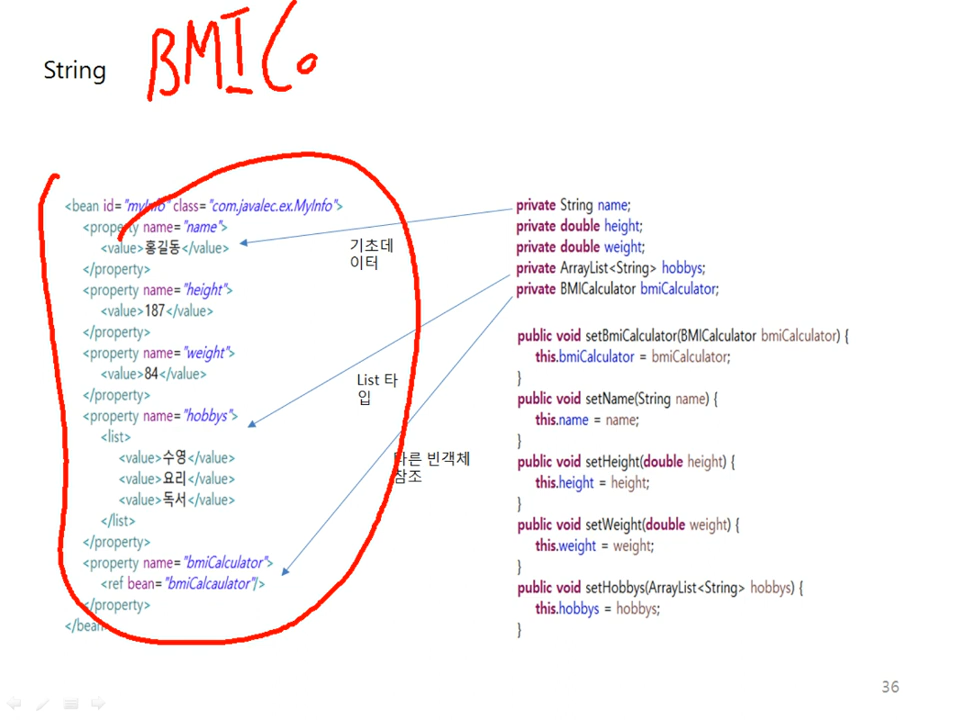 String
BMICo
<bean id="myInfo" class="com.javalec.ex.MyInfo">
<property name="name">
<value>홍길동</value>
</property>
<property name="height">
<value>187</value>
</property>
<property name="weight">
<value>84</value>
</property>
<property name="hobbys">
<list>
<value>수영</value>
<value>요리</value>
<value>독서</value>
</list>
</property>
<property name="bmiCalculator">
<ref bean="bmiCalcaulator"/>
</property>
</bean
기초데
이터
List 타
입
다른 빈객체
참조
private String name;
private double height;
private double weight;
private ArrayList<String> hobbys;
private BMICalculator bmiCalculator;
public void setBmiCalculator(BMICalculator bmiCalculator) {
this.bmiCalculator = bmiCalculator;
}
public void setName(String name) {
this.name = name;
}
public void setHeight(double height) {
this.height = height;
}
public void setWeight(double weight) {
this.weight = weight;
}
public void setHobbys(ArrayList<String> hobbys) {
this.hobbys = hobbys;
}
36